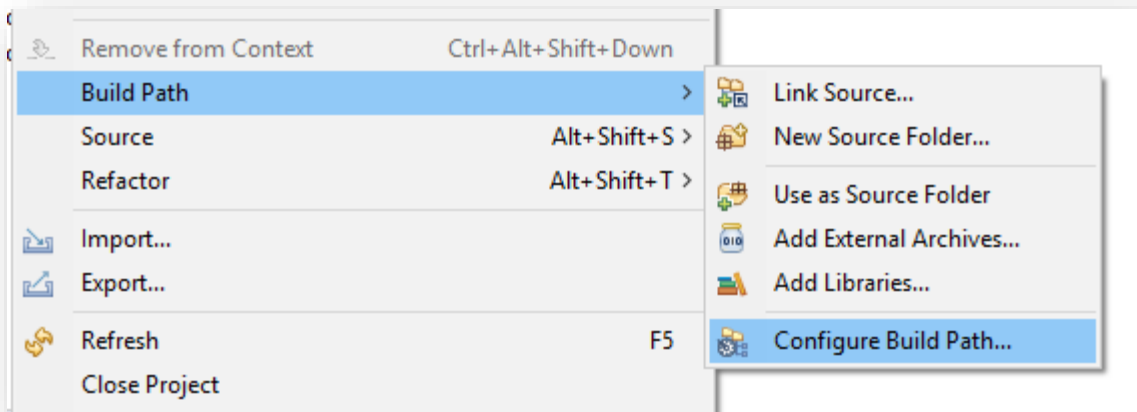 Remove from Context Ctrl+Alt+Shift+Down
Build Path >
Source Alt+Shift+S >
Refactor Alt+Shift+T >
Import...
Export...
Refresh F5
Close Project
Link Source...
New Source Folder...
Use as Source Folder
Add External Archives...
Add Libraries...
Configure Build Path...